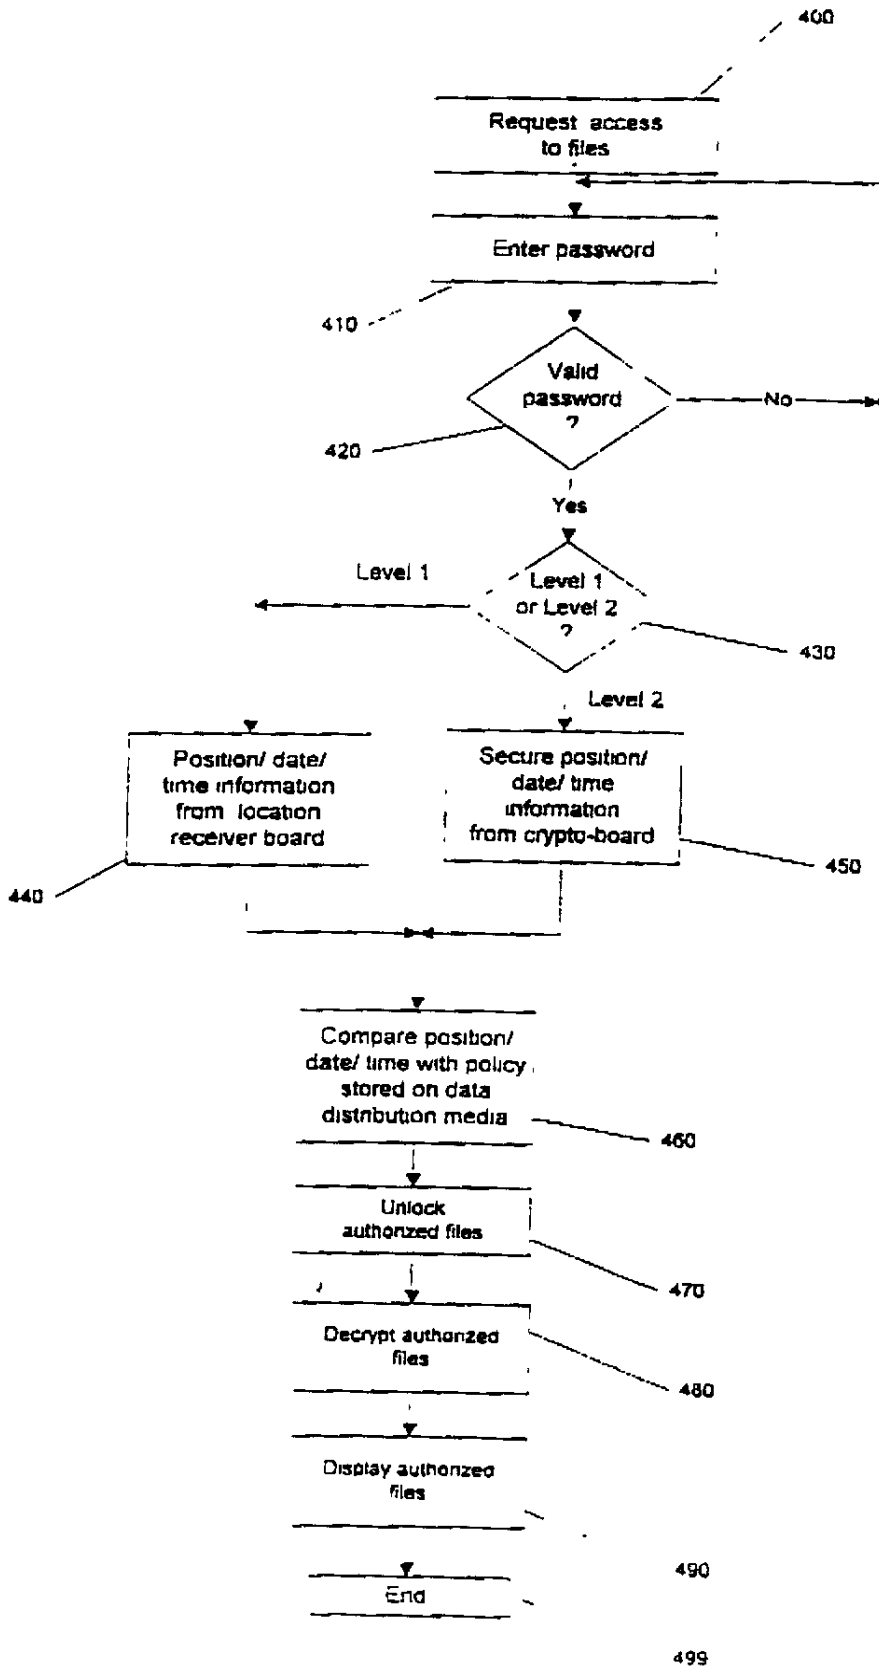 400
Request access
to files
Enter password
410
Valid
password
?
No
420
Yes
Level 1
Level 1
or Level 2
?
430
Level 2
Position/ date/
time information
from location
receiver board
Secure position/
date/ time
information
from crypto-board
440
450
Compare position/
date/ time with policy
stored on data
distribution media
460
Unlock
authorized files
470
Decrypt authorized
files
480
Display authorized
files
490
End
499